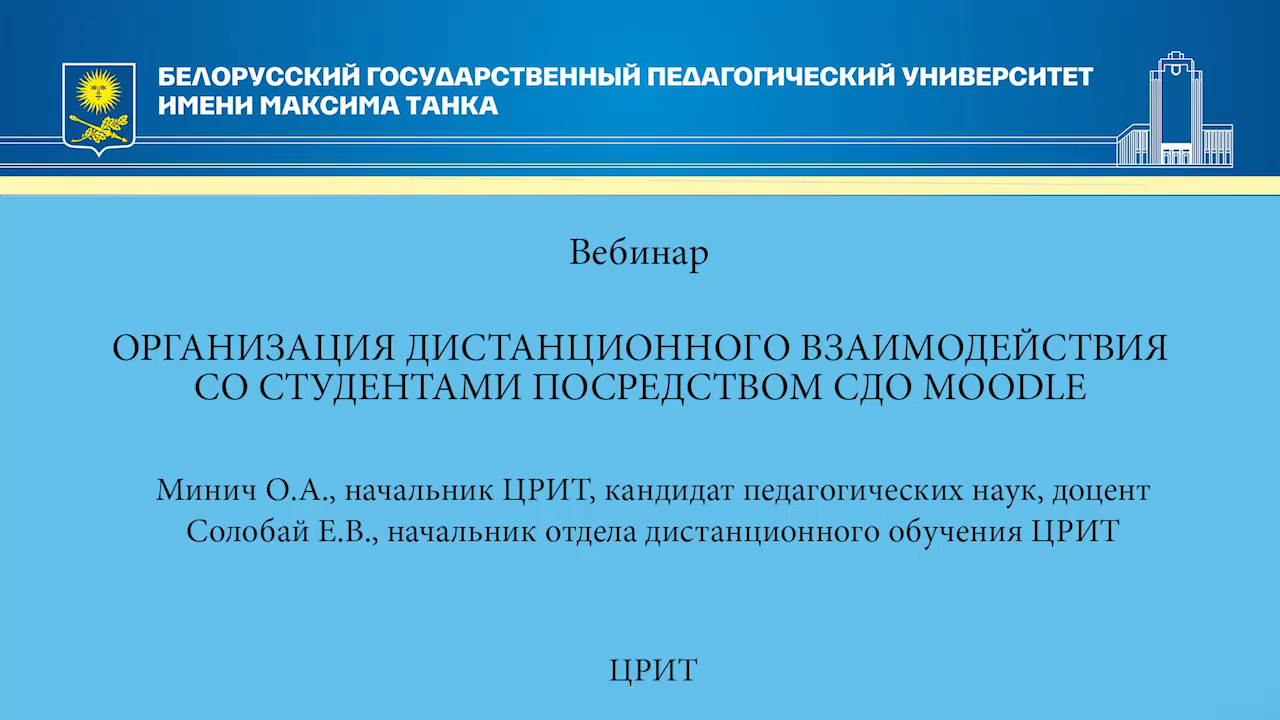 БЕЛОРУССКИЙ ГОСУДАРСТВЕННЫЙ ПЕДАГОГИЧЕСКИЙ УНИВЕРСИТЕТ
ИМЕНИ МАКСИМА ТАНКА
Вебинар
ОРГАНИЗАЦИЯ ДИСТАНЦИОННОГО ВЗАИМОДЕЙСТВИЯ
СО СТУДЕНТАМИ ПОСРЕДСТВОМ СДО MOODLE
Минич О.А., начальник ЦРИТ, кандидат педагогических наук, доцент
Солобай Е.В., начальник отдела дистанционного обучения ЦРИТ
ЦРИТ